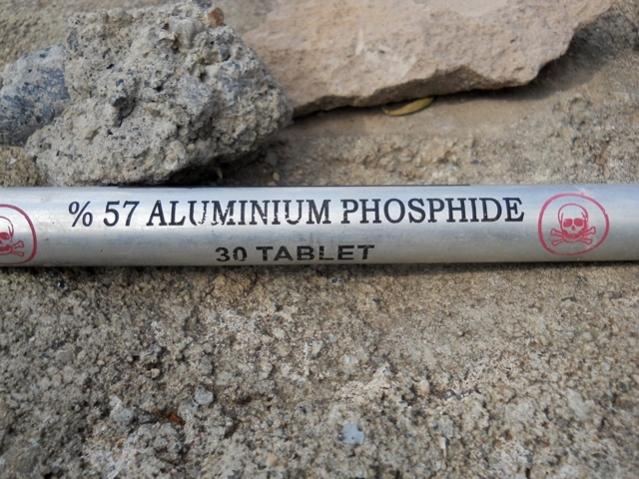 % 57 ALUMINIUM PHOSPHIDE
30 TABLET